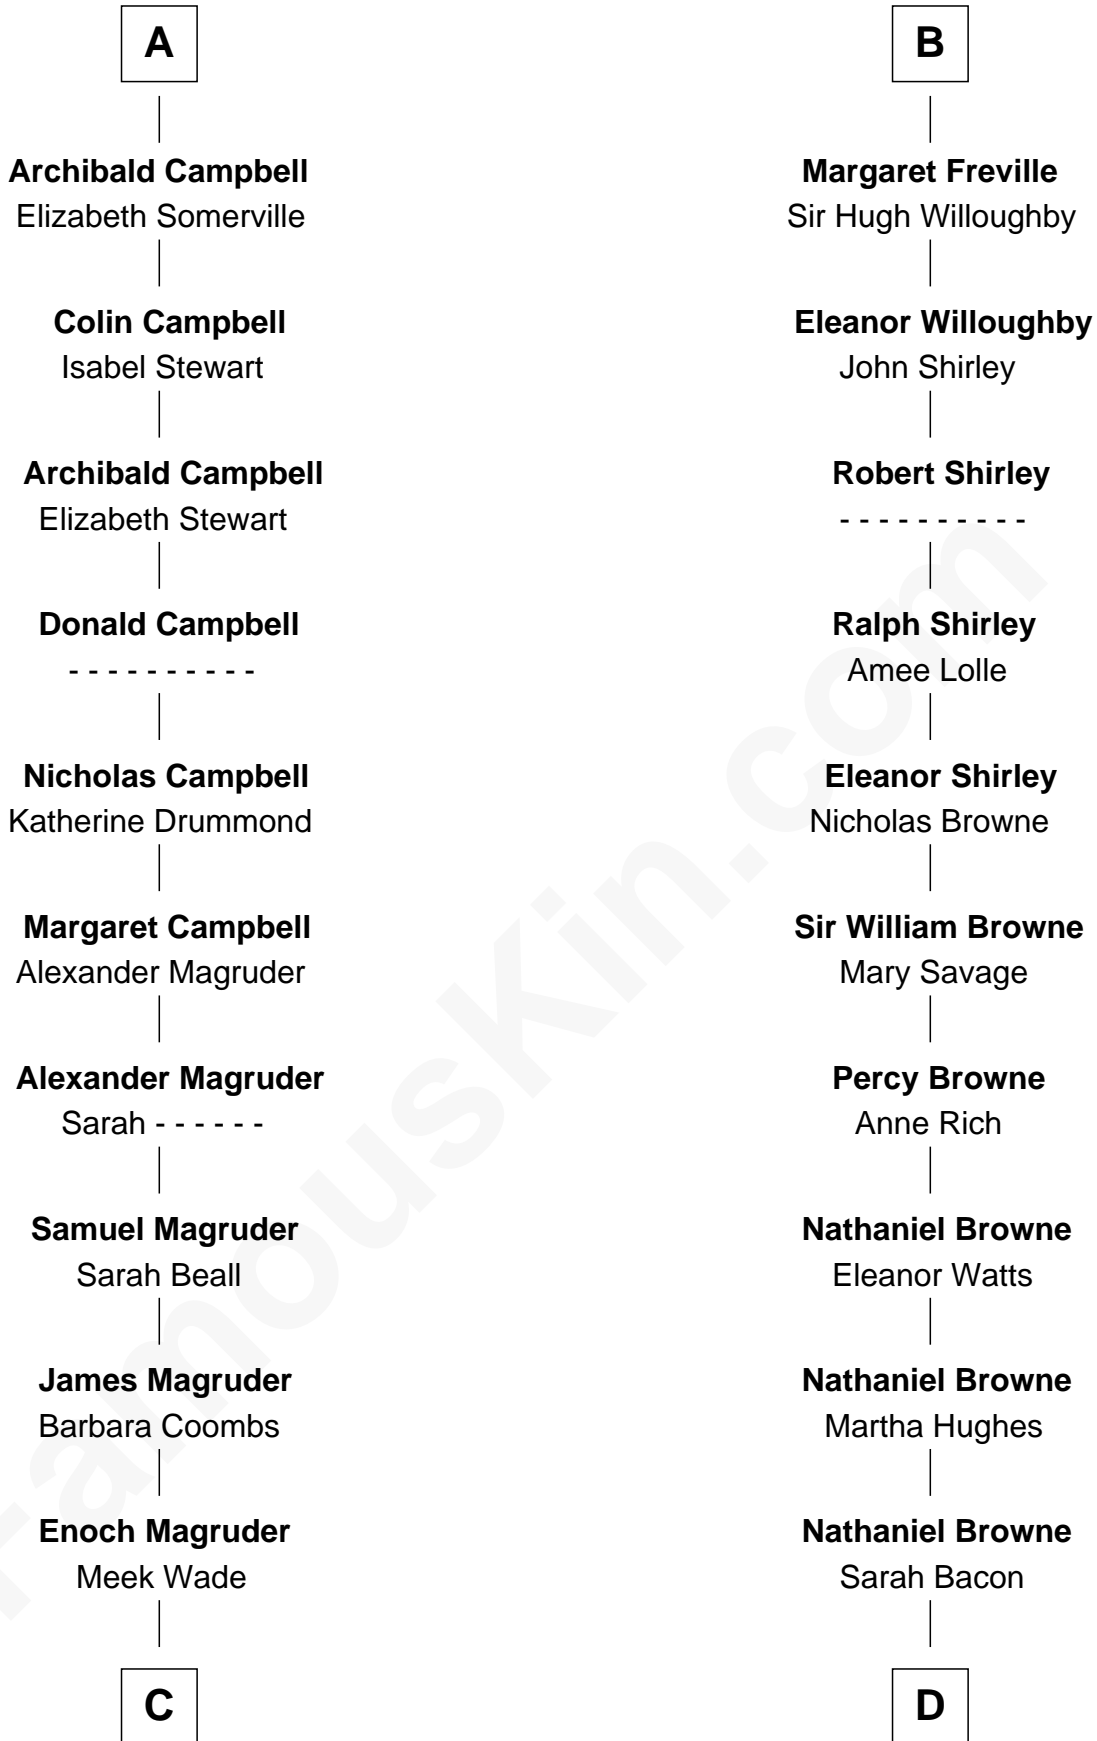 A
Archibald Campbell
Elizabeth Somerville
Colin Campbell
Isabel Stewart
Archibald Campbell
Elizabeth Stewart
Donald Campbell
- - - - - - - - - -
Nicholas Campbell
Katherine Drummond
Margaret Campbell
Alexander Magruder
Alexander Magruder
Sarah - - - - - -
Samuel Magruder
Sarah Beall
James Magruder
Barbara Coombs
Enoch Magruder
Meek Wade
C
B
Margaret Freville
Sir Hugh Willoughby
Eleanor Willoughby
John Shirley
Robert Shirley
- - - - - - - - - -
Ralph Shirley
Amee Lolle
Eleanor Shirley
Nicholas Browne
Sir William Browne
Mary Savage
Percy Browne
Anne Rich
Nathaniel Browne
Eleanor Watts
Nathaniel Browne
Martha Hughes
Nathaniel Browne
Sarah Bacon
D
FamousKin.com